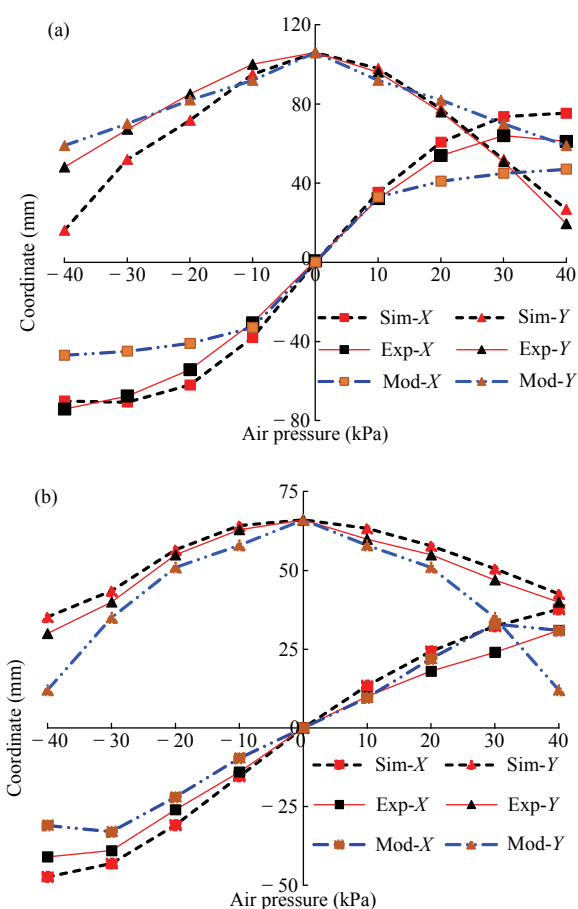 (a)
120
80
40
0
− 40
− 80
− 40
− 30
− 20
− 10
0
10
20
30
40
Coordinate (mm)
Air pressure (kPa)
Sim-X
Sim-Y
Exp-X
Exp-Y
Mod-X
Mod-Y
(b)
75
50
25
0
− 25
− 50
− 40
− 30
− 20
− 10
0
10
20
30
40
Coordinate (mm)
Air pressure (kPa)
Sim-X
Sim-Y
Exp-X
Exp-Y
Mod-X
Mod-Y